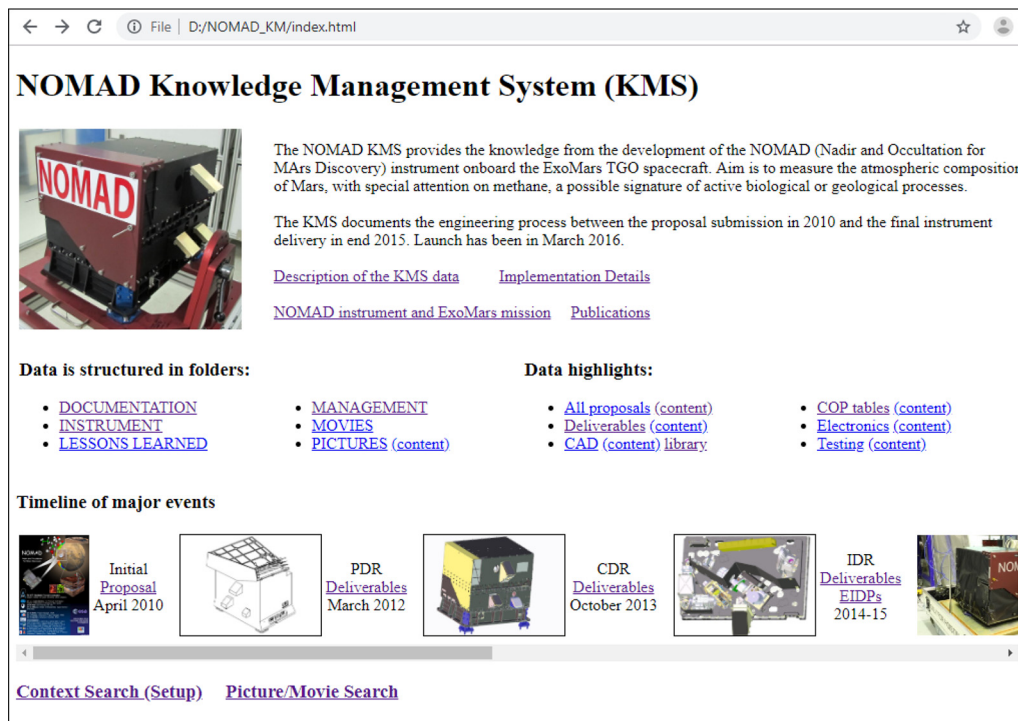 File | D:/NOMAD_KM/index.html
NOMAD Knowledge Management System (KMS)
NOMAD
The NOMAD KMS provides the knowledge from the development of the NOMAD (Nadir and Occultation for
MArs Discovery) instrument onboard the ExoMars TGO spacecraft. Aim is to measure the atmospheric composition
of Mars, with special attention on methane, a possible signature of active biological or geological processes.
The KMS documents the engineering process between the proposal submission in 2010 and the final instrument
delivery in end 2015. Launch has been in March 2016.
Description of the KMS data Implementation Details
NOMAD instrument and ExoMars mission Publications
Data is structured in folders: Data highlights:
• DOCUMENTATION • MANAGEMENT • All proposals (content) • COP tables (content)
• INSTRUMENT • MOVIES • Deliverables (content) • Electronics (content)
• LESSONS LEARNED • PICTURES (content) • CAD (content) library • Testing (content)
Timeline of major events
NOMAD
Initial
Proposal
April 2010
PDR
Deliverables
March 2012
CDR
Deliverables
October 2013
IDR
Deliverables
EIDPs
2014-15
Context Search (Setup) Picture/Movie Search